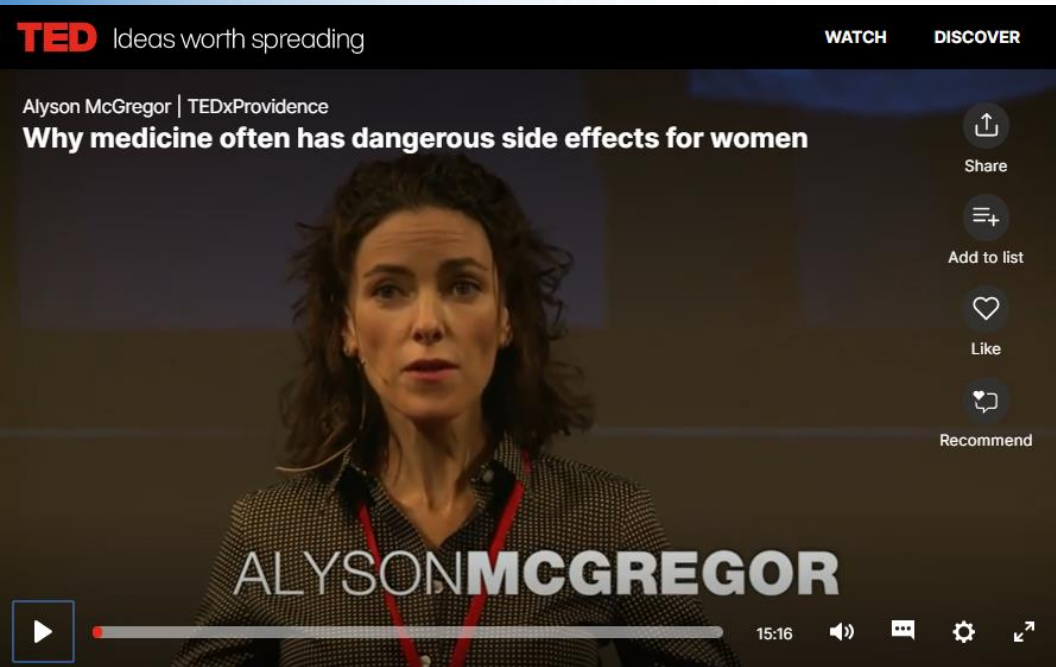 TED Ideas worth spreading
WATCH DISCOVER
Alyson McGregor | TEDxProvidence
Why medicine often has dangerous side effects for women
Share
Add to list
Like
Recommend
ALYSONMCGREGOR
15:16